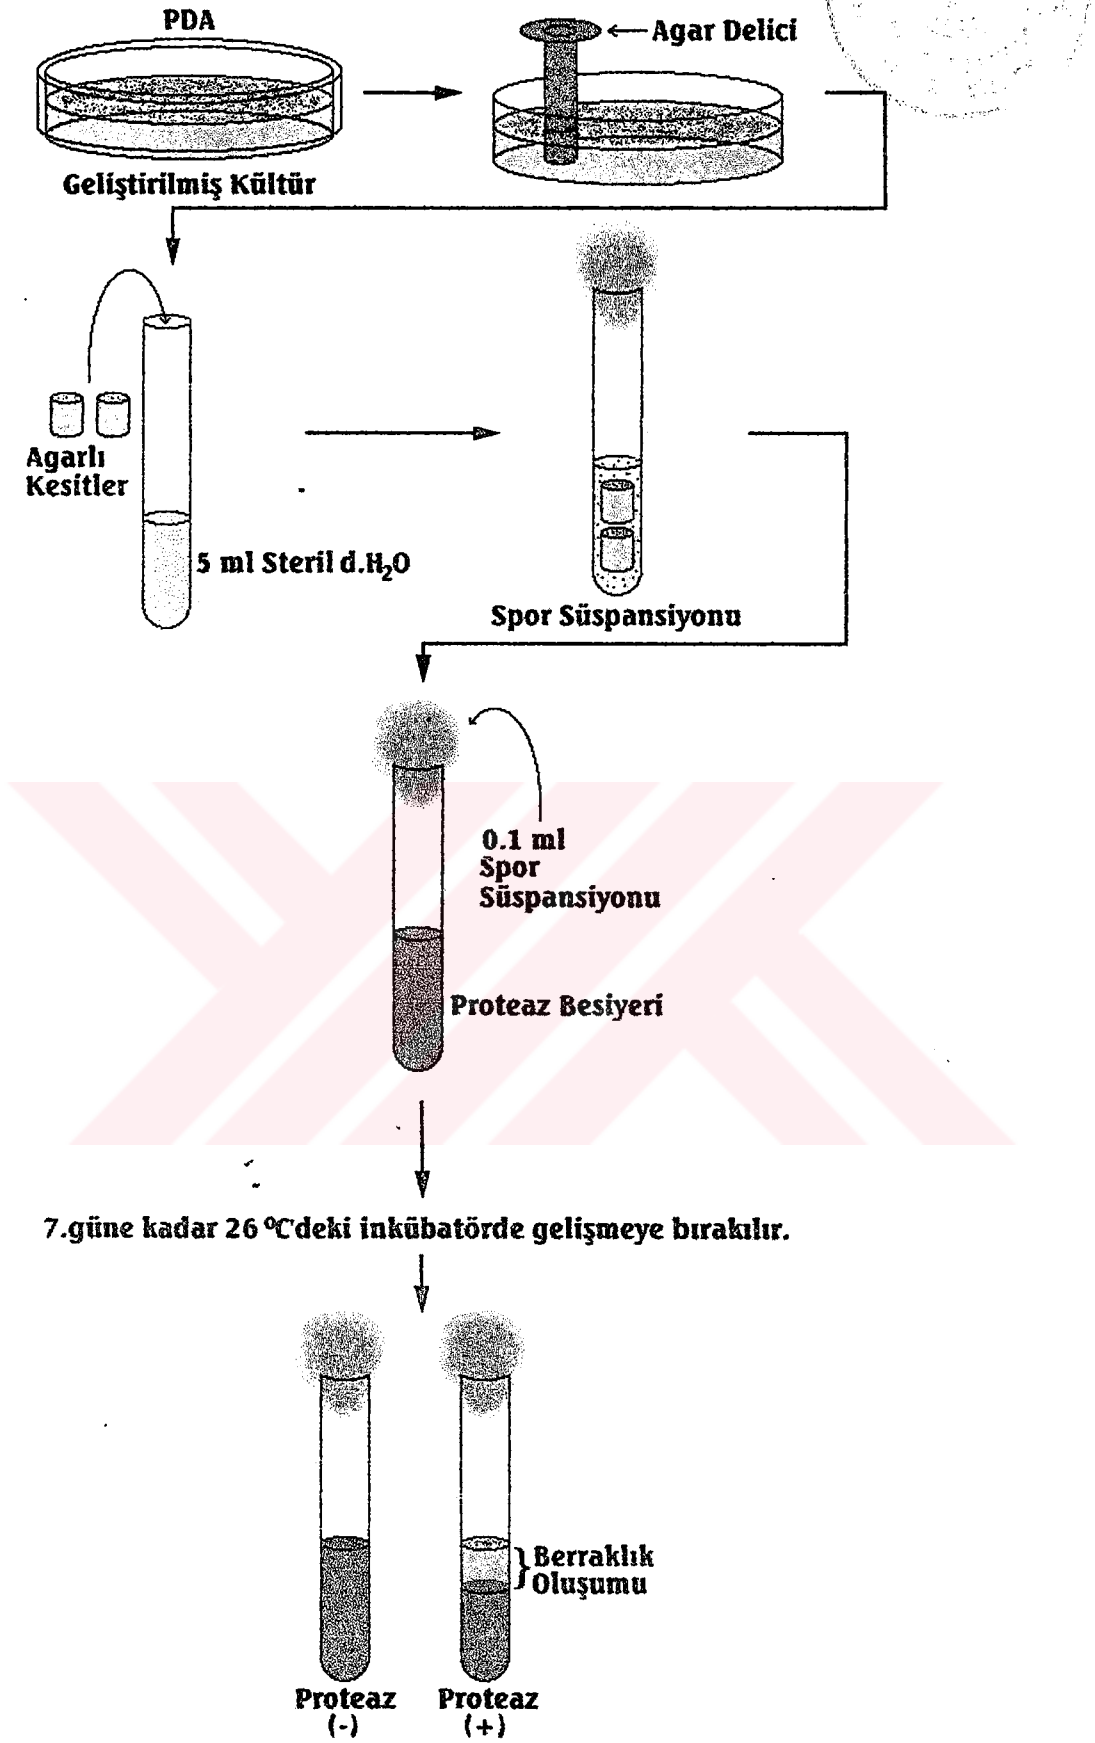 PDA
Agar Delici
Geliştirilmiş Kültür
Agarlı
Kesitler
5 ml Steril d.H₂O
Spor Süspansiyonu
0.1 ml
Spor
Süspansiyonu
Proteaz Besiyeri
7.güne kadar 26 ºC'deki inkübatörde gelişmeye bırakılır.
Berraklık
Oluşumu
Proteaz
(-)
Proteaz
(+)